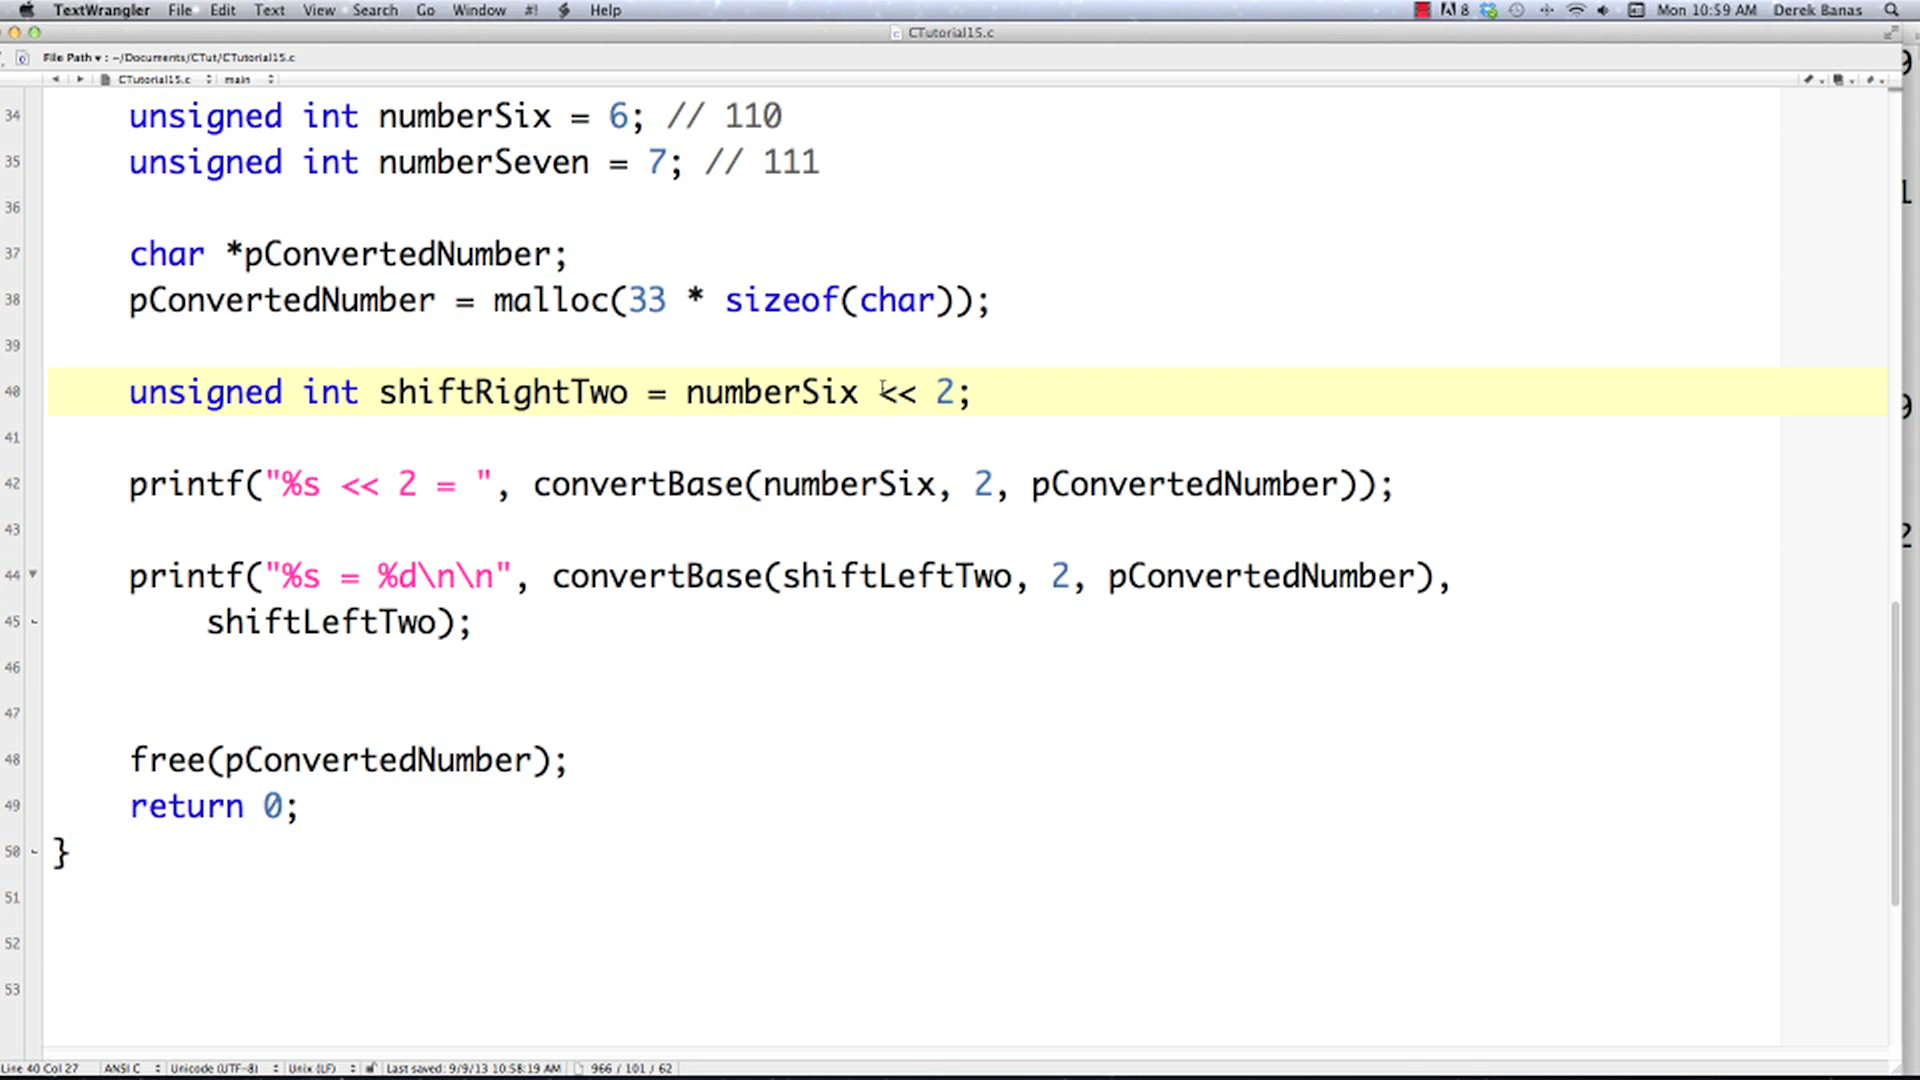 TextWrangler File Edit Text View Search Go Window #! Help Mon 10:59 AM Derek Banas
CTutorial15.c
File Path ▾ : ~/Documents/CTut/CTutorial15.c
CTutorial15.c main
34 unsigned int numberSix = 6; // 110
35 unsigned int numberSeven = 7; // 111
36
37 char *pConvertedNumber;
38 pConvertedNumber = malloc(33 * sizeof(char));
39
40 unsigned int shiftRightTwo = numberSix << 2;
41
42 printf("%s << 2 = ", convertBase(numberSix, 2, pConvertedNumber));
43
44 printf("%s = %d\n\n", convertBase(shiftLeftTwo, 2, pConvertedNumber),
45 shiftLeftTwo);
46
47
48 free(pConvertedNumber);
49 return 0;
50 }
51
52
53
Line 40 Col 27 ANSI C Unicode (UTF-8) Unix (LF) Last saved: 9/9/13 10:58:19 AM 966 / 101 / 62